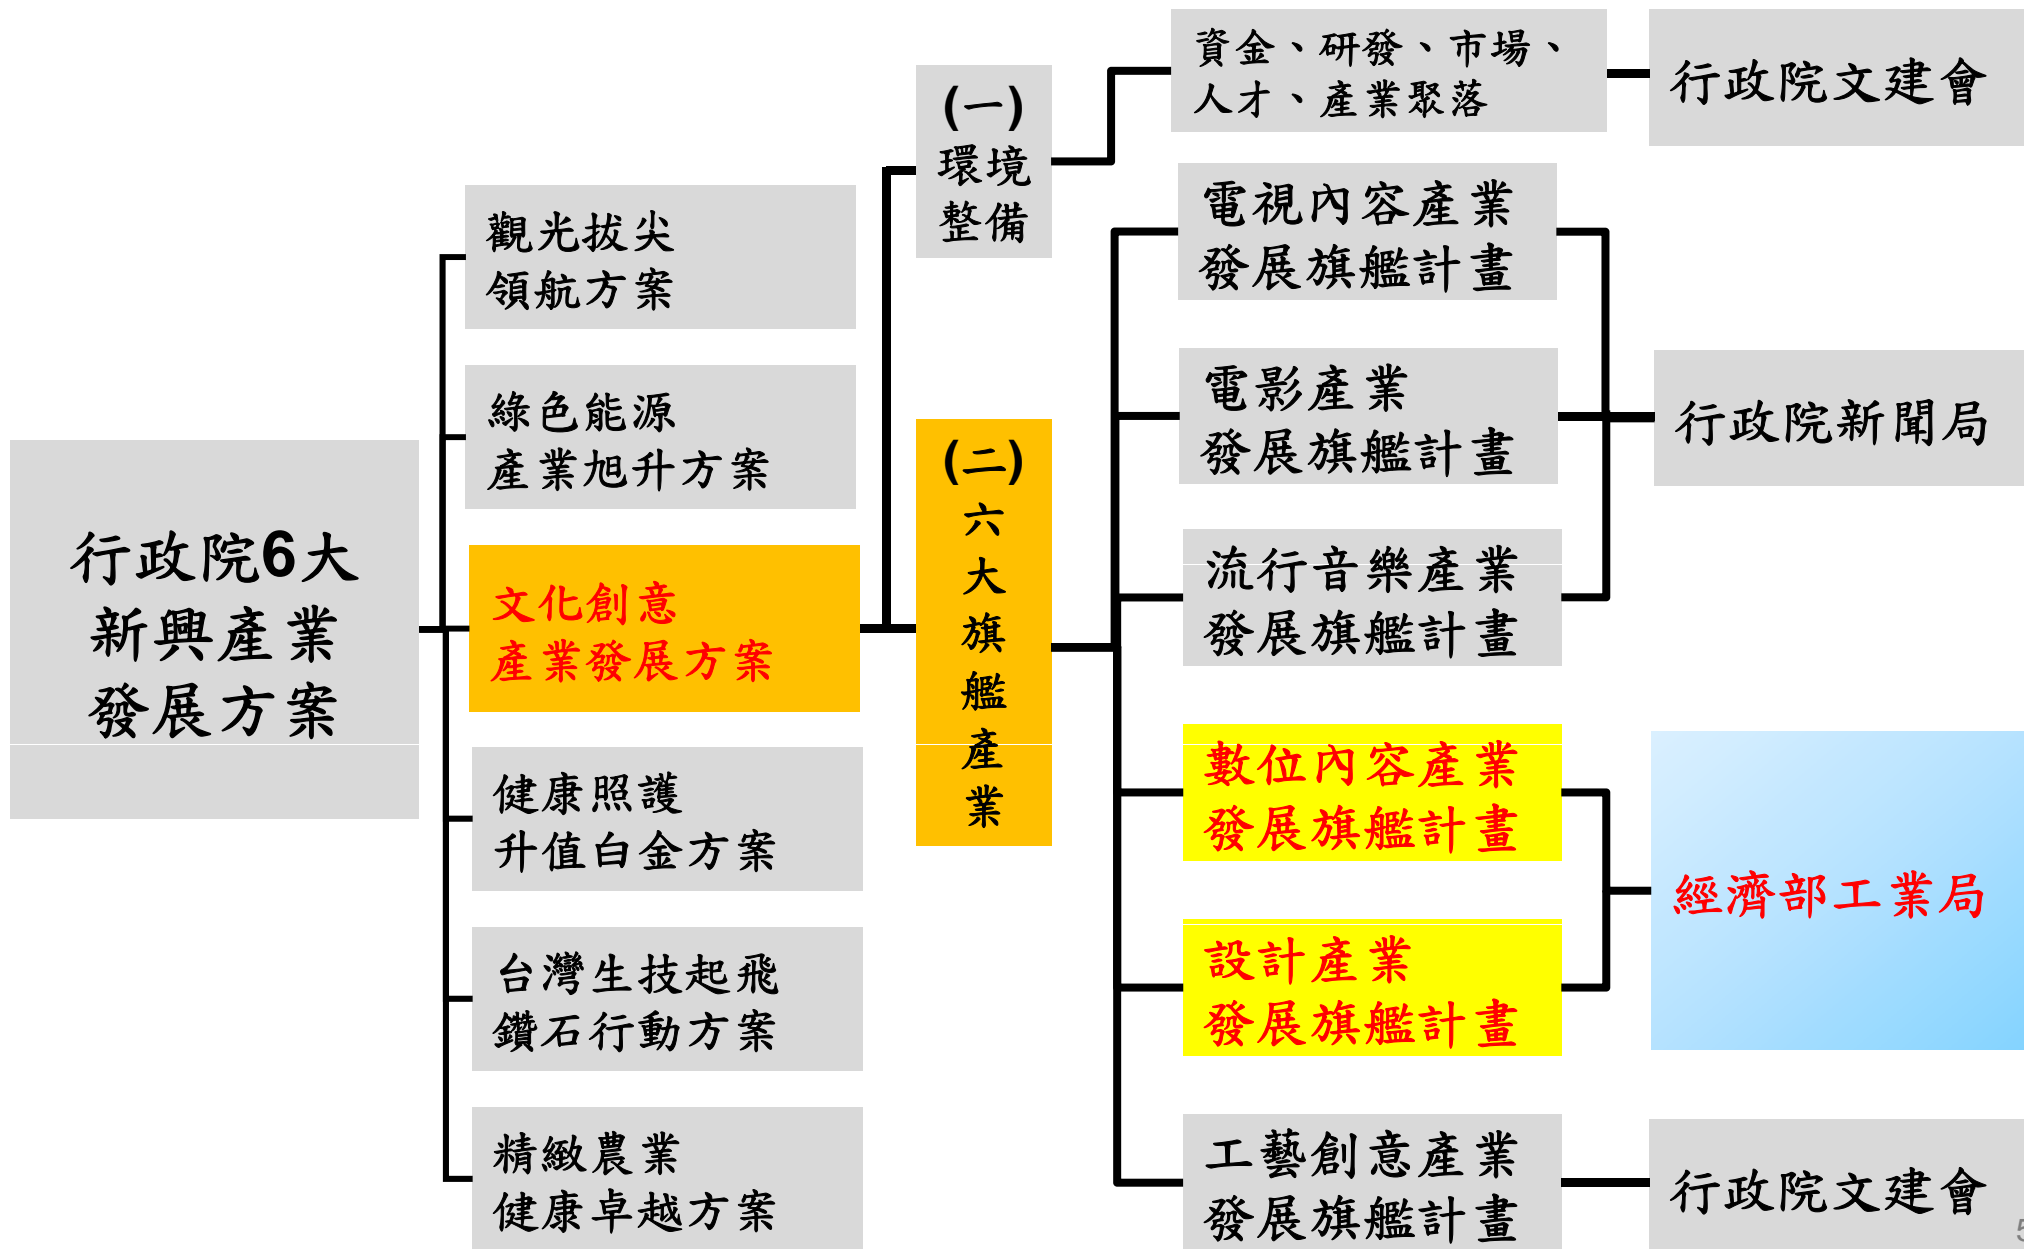 行政院6大
新興產業
發展方案
觀光拔尖
領航方案
綠色能源
產業旭升方案
文化創意
產業發展方案
健康照護
升值白金方案
台灣生技起飛
鑽石行動方案
精緻農業
健康卓越方案
(一)
環境
整備
(二)
六
大
旗
艦
產
業
資金、研發、市場、
人才、產業聚落
行政院文建會
電視內容產業
發展旗艦計畫
電影產業
發展旗艦計畫
流行音樂產業
發展旗艦計畫
行政院新聞局
數位內容產業
發展旗艦計畫
設計產業
發展旗艦計畫
經濟部工業局
工藝創意產業
發展旗艦計畫
行政院文建會
5